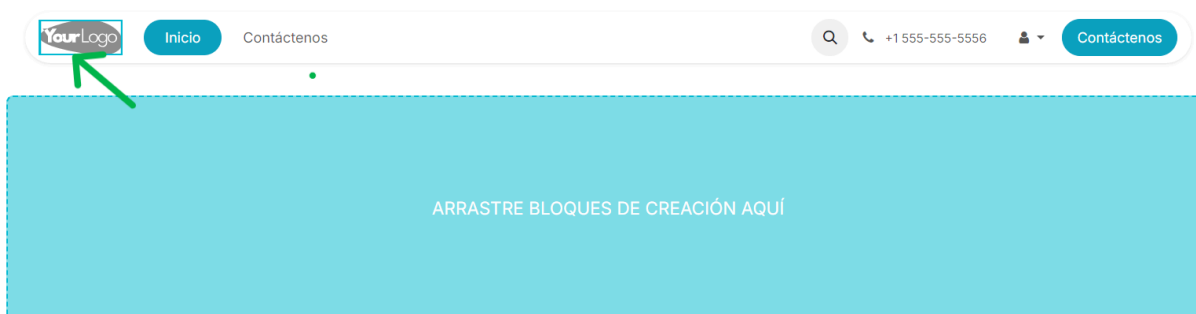 YourLogo Inicio Contáctenos +1 555-555-5556 Contáctenos
ARRASTRE BLOQUES DE CREACIÓN AQUÍ